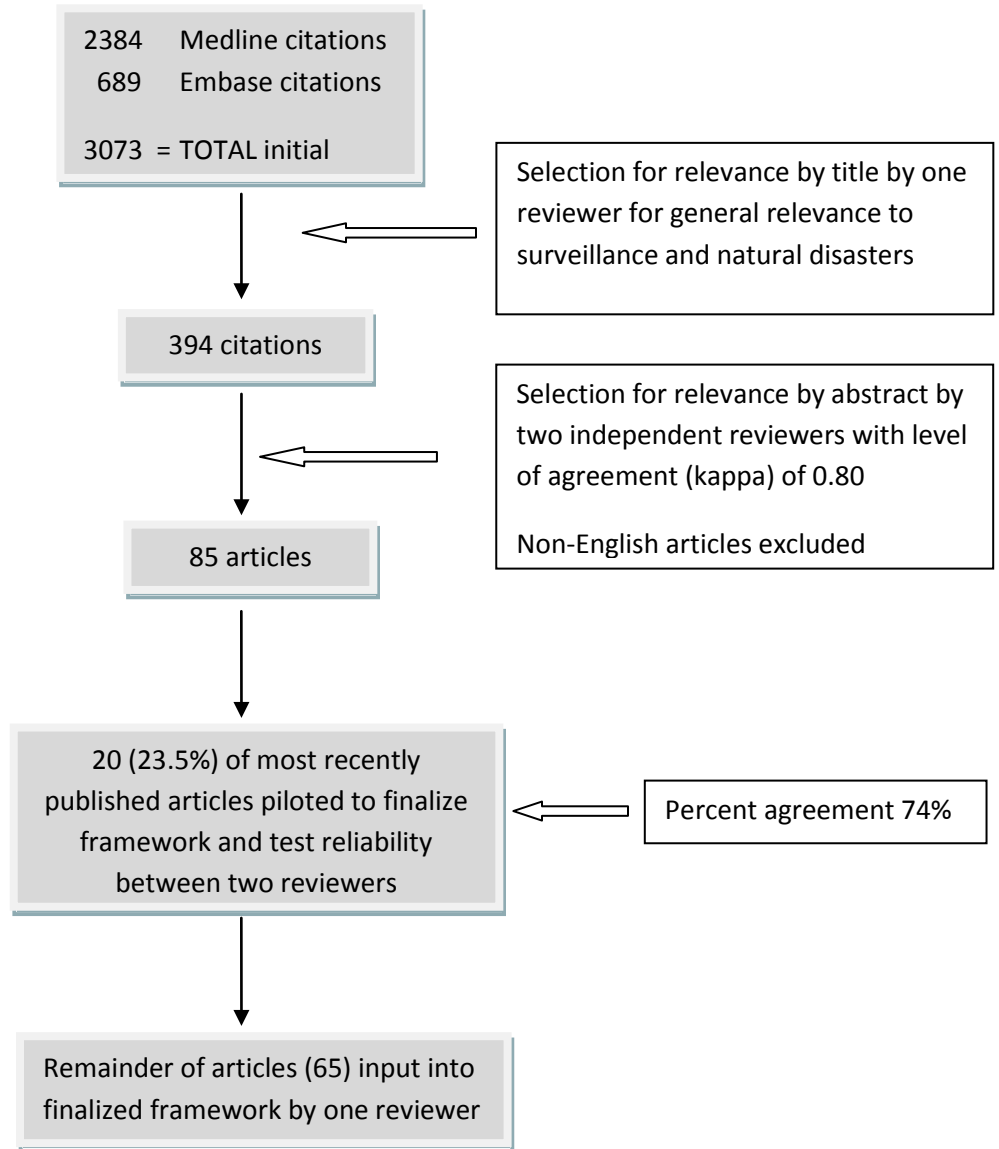 2384 Medline citations
689 Embase citations
3073 = TOTAL initial
Selection for relevance by title by one
reviewer for general relevance to
surveillance and natural disasters
394 citations
Selection for relevance by abstract by
two independent reviewers with level
of agreement (kappa) of 0.80
Non-English articles excluded
85 articles
20 (23.5%) of most recently
published articles piloted to finalize
framework and test reliability
between two reviewers
Percent agreement 74%
Remainder of articles (65) input into
finalized framework by one reviewer